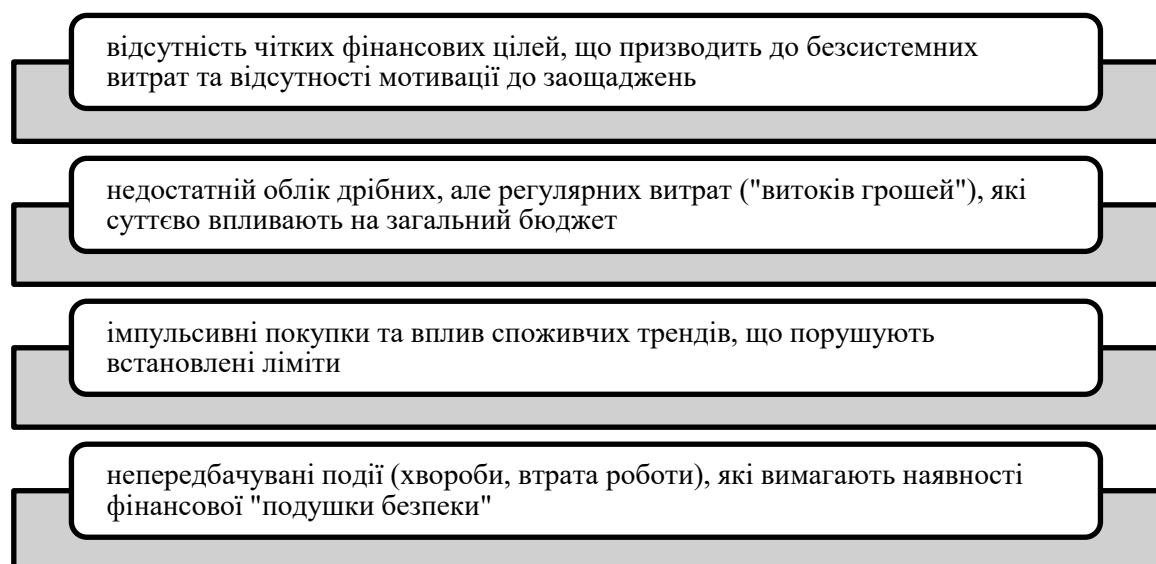 відсутність чітких фінансових цілей, що призводить до безсистемних
витрат та відсутності мотивації до заощаджень
недостатній облік дрібних, але регулярних витрат ("витоків грошей"), які
суттєво впливають на загальний бюджет
імпульсивні покупки та вплив споживчих трендів, що порушують
встановлені ліміти
непередбачувані події (хвороби, втрата роботи), які вимагають наявності
фінансової "подушки безпеки"